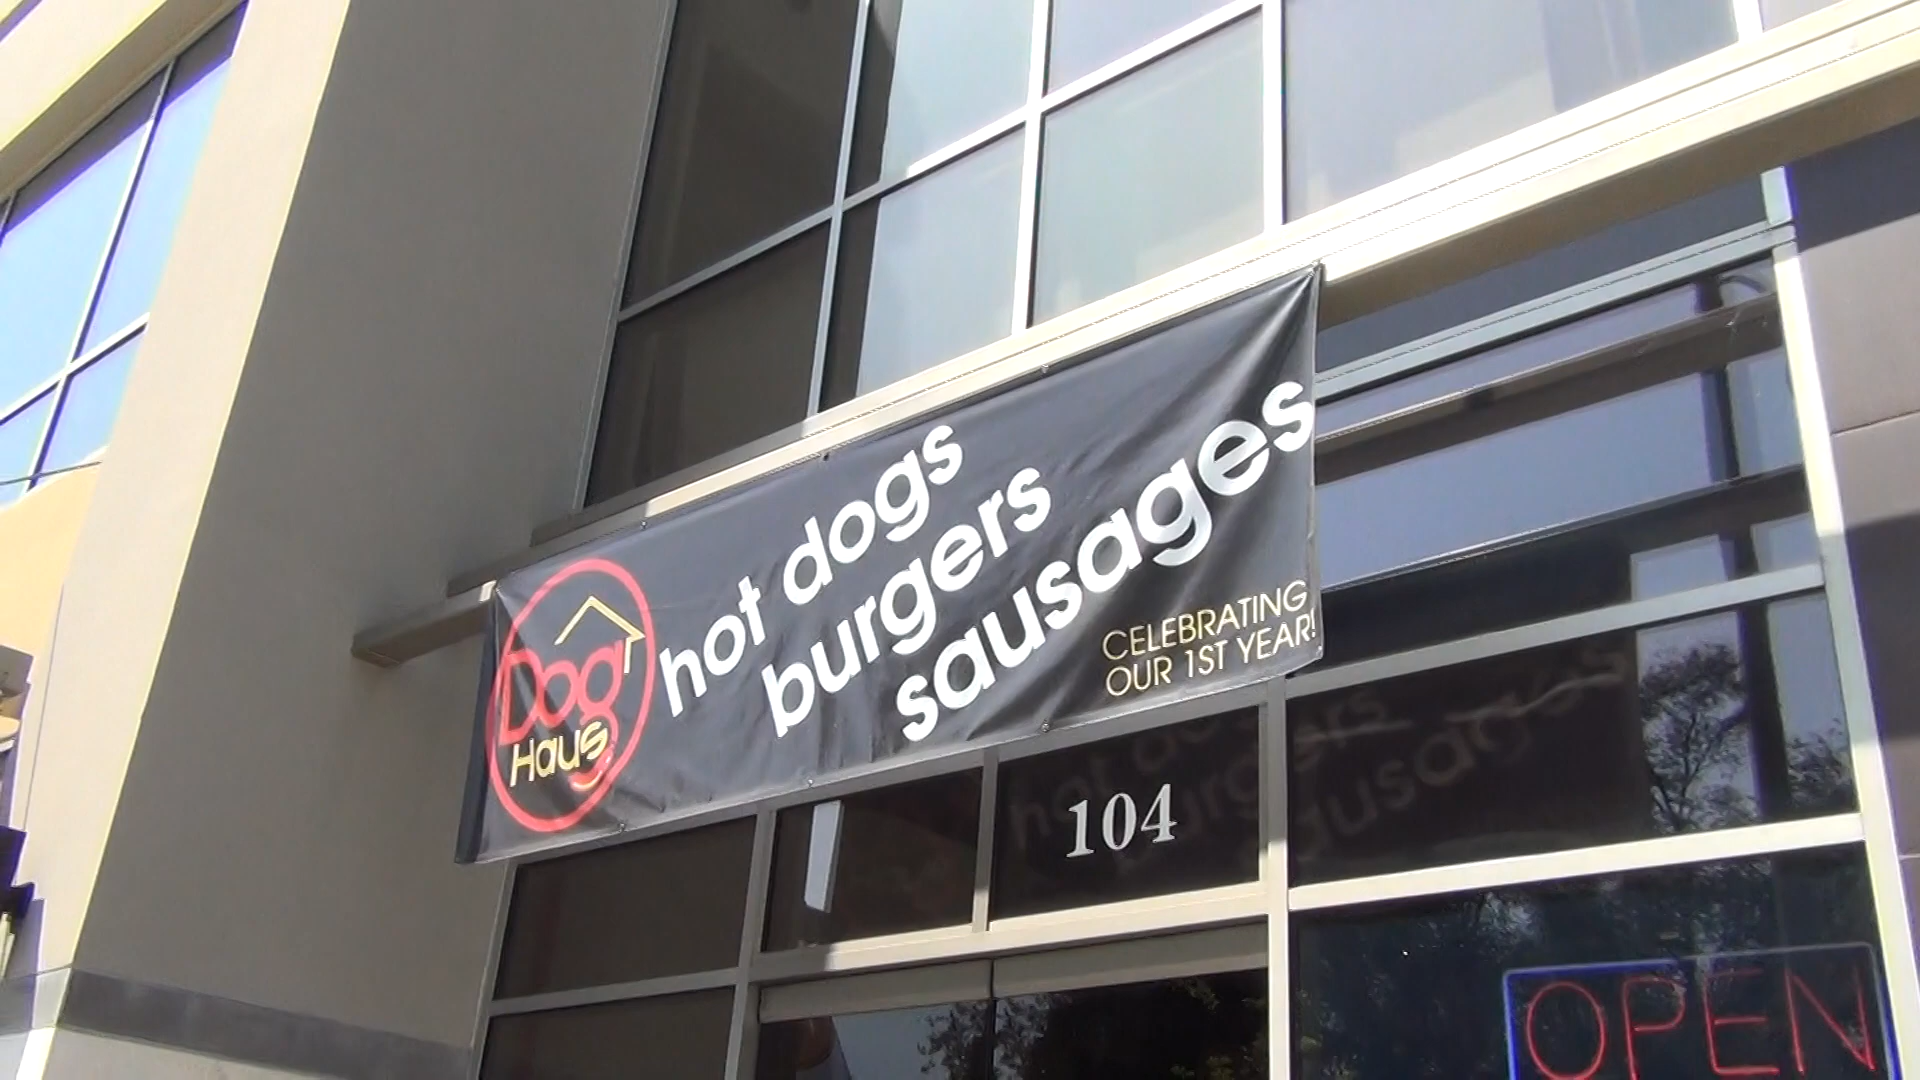 Dog
Haus
hot dogs
burgers
sausages
CELEBRATING
OUR 1ST YEAR!
104
OPEN